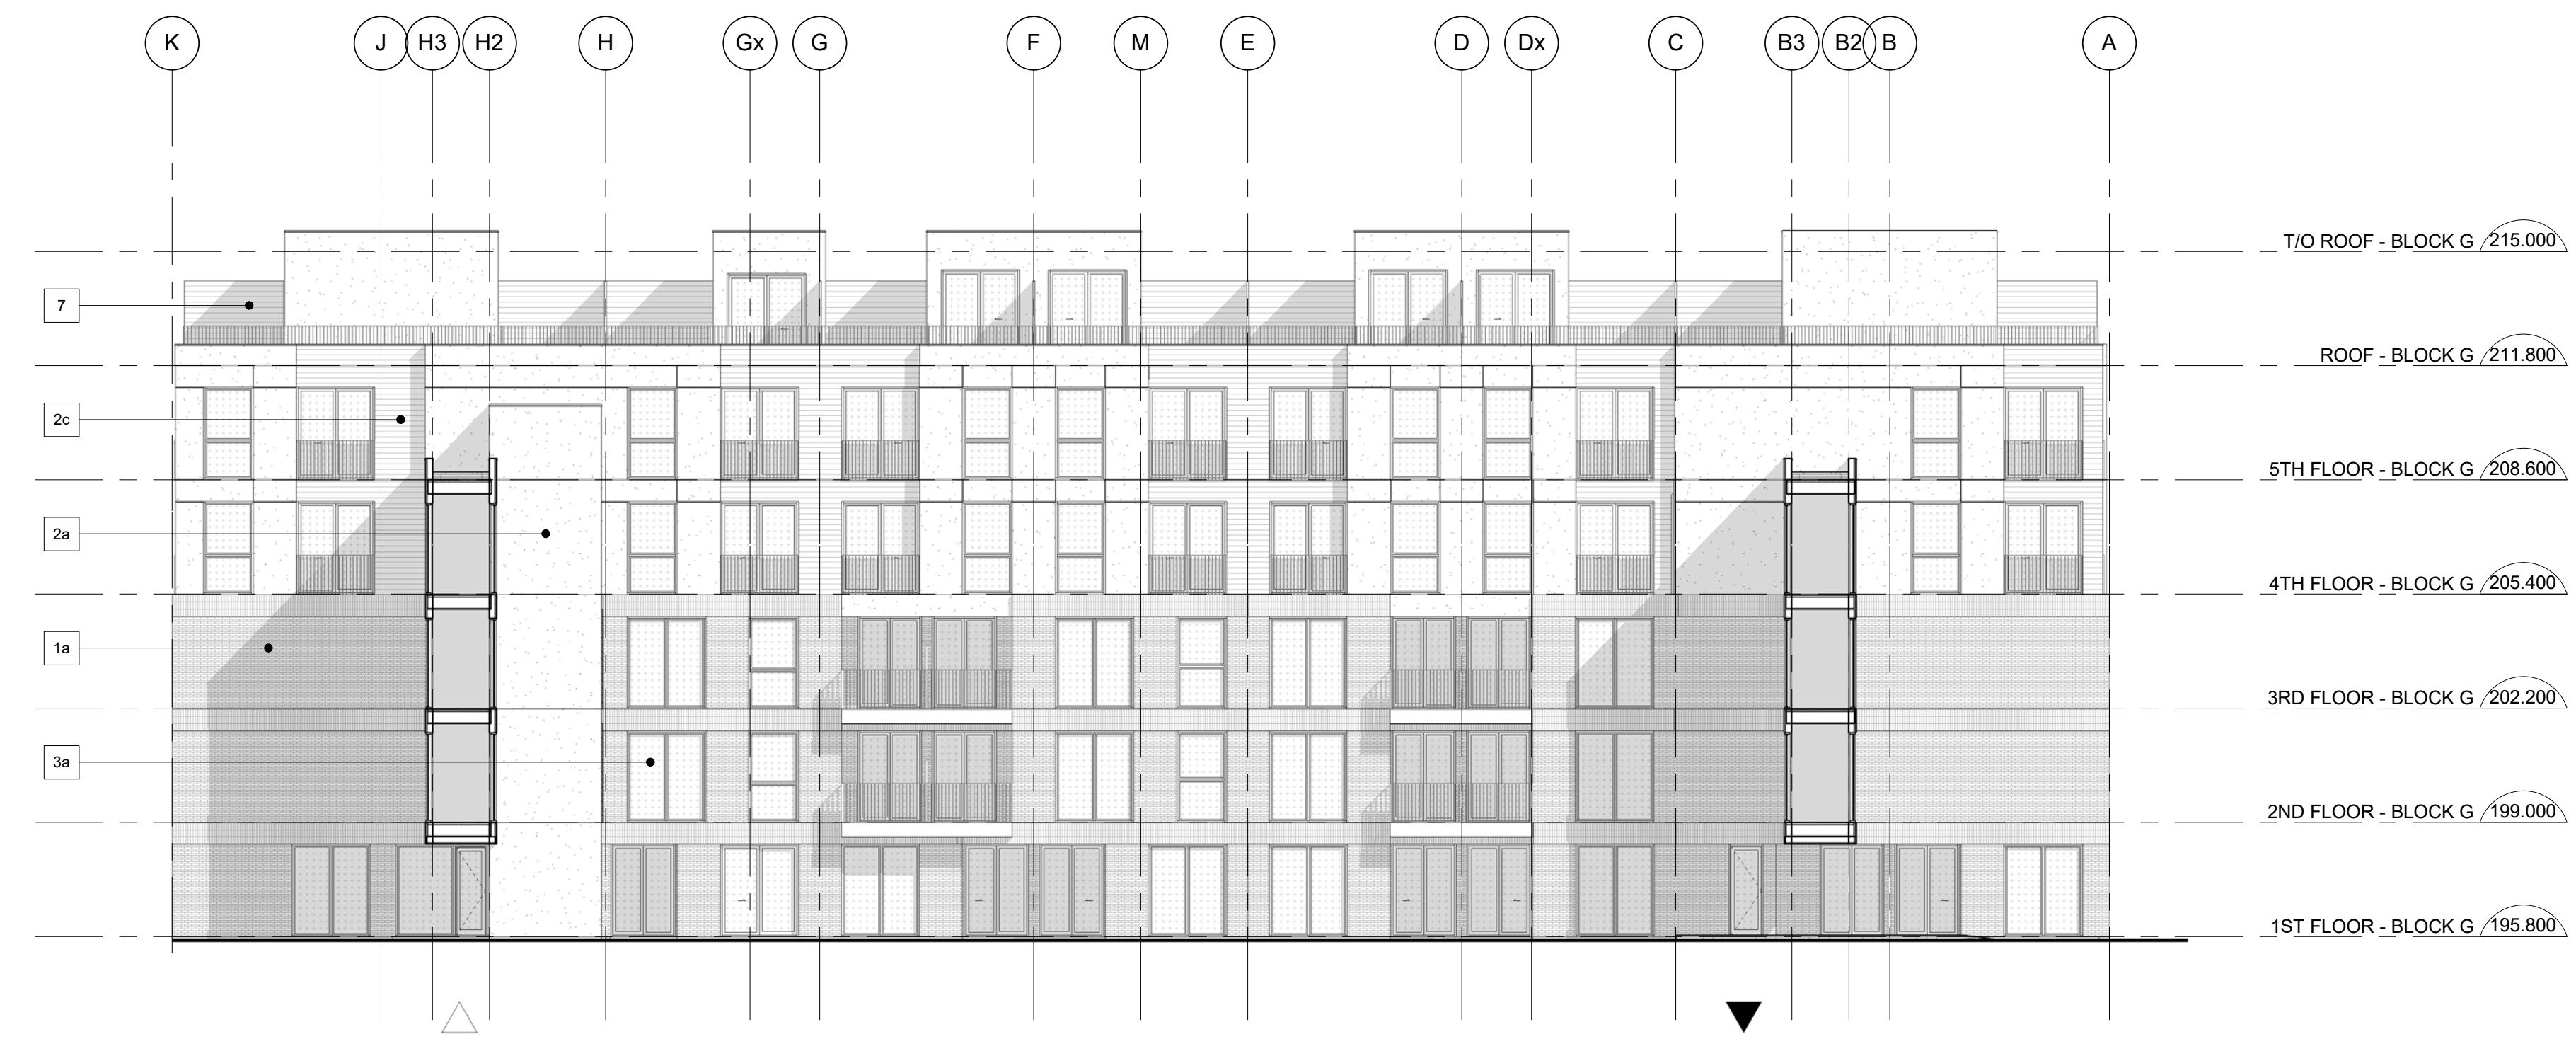 K J H3 H2 H Gx G F M E D Dx C B3 B2 B A
T/O ROOF - BLOCK G 215.000
7
ROOF - BLOCK G 211.800
2c
5TH FLOOR - BLOCK G 208.600
2a
4TH FLOOR - BLOCK G 205.400
1a
3RD FLOOR - BLOCK G 202.200
3a
2ND FLOOR - BLOCK G 199.000
1ST FLOOR - BLOCK G 195.800